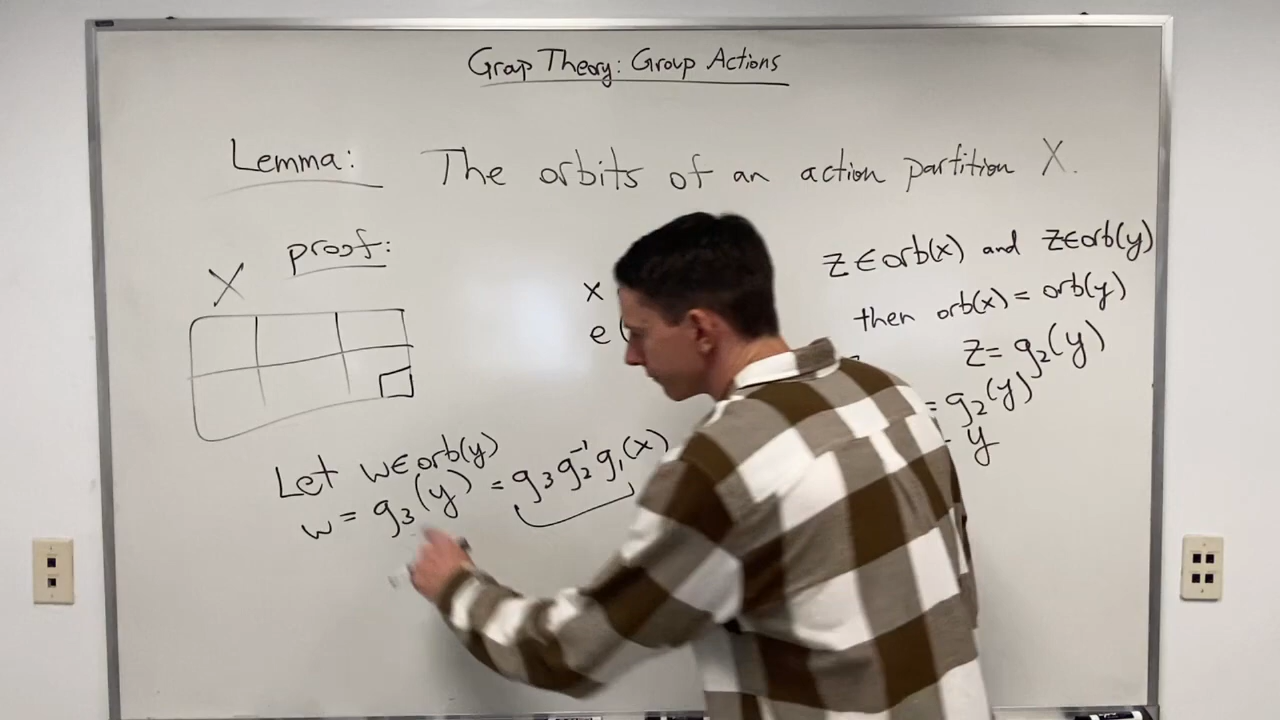 Grap Theory: Group Actions
Lemma: The orbits of an action partition X.
proof:
X
x
e(
z∈orb(x) and z∈orb(y)
then orb(x) = orb(y)
z = g₂(y)
= g₂(y)
y
Let w∈orb(y)
w = g₃(y) = g₃g₂⁻¹g₁(x)